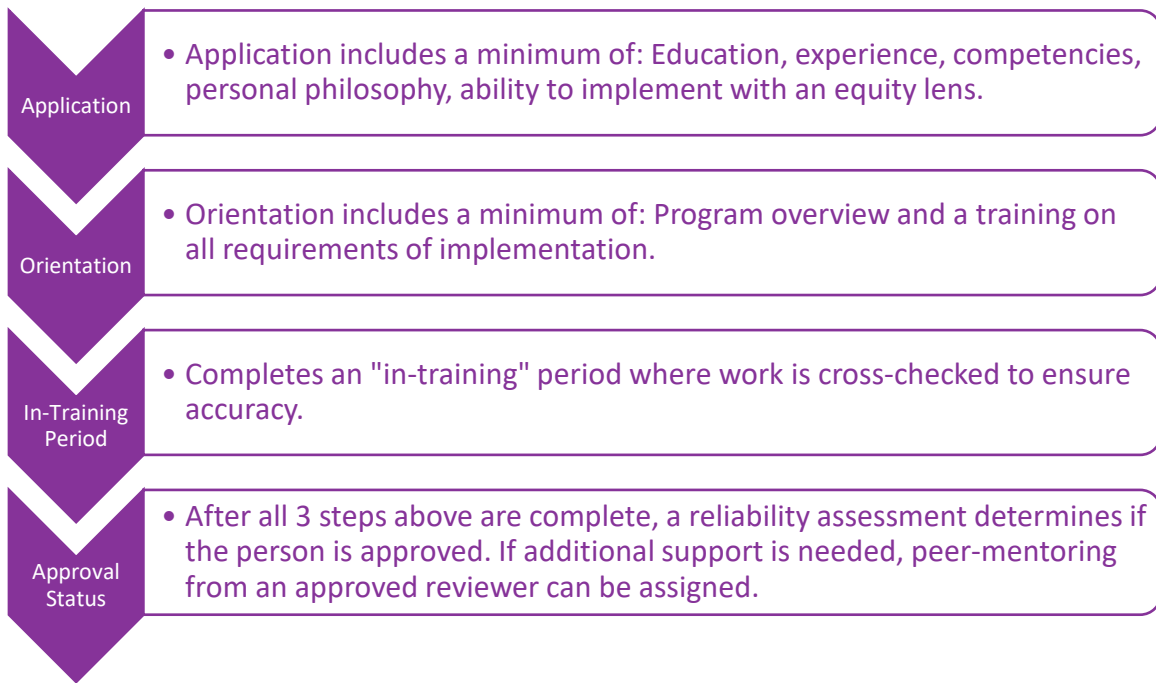 Application
• Application includes a minimum of: Education, experience, competencies,
personal philosophy, ability to implement with an equity lens.
Orientation
• Orientation includes a minimum of: Program overview and a training on
all requirements of implementation.
In-Training
Period
• Completes an "in-training" period where work is cross-checked to ensure
accuracy.
Approval
Status
• After all 3 steps above are complete, a reliability assessment determines if
the person is approved. If additional support is needed, peer-mentoring
from an approved reviewer can be assigned.